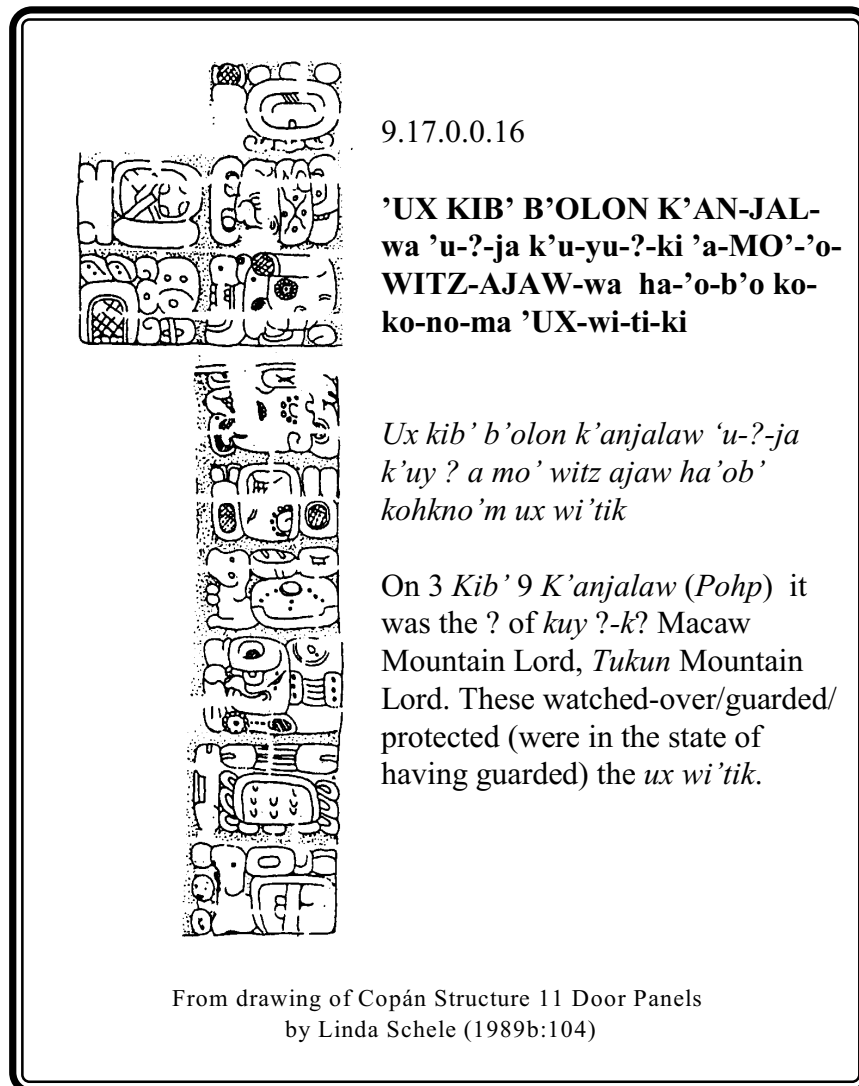 9.17.0.0.16
’UX KIB’ B’OLON K’AN-JAL-
wa ’u-?-ja k’u-yu-?-ki ’a-MO’-’o-
WITZ-AJAW-wa ha-’o-b’o ko-
ko-no-ma ’UX-wi-ti-ki
Ux kib’ b’olon k’anjalaw ‘u-?-ja
k’uy ? a mo’ witz ajaw ha’ob’
kohkno’m ux wi’tik
On 3 Kib’ 9 K’anjalaw (Pohp) it
was the ? of kuy ?-k? Macaw
Mountain Lord, Tukun Mountain
Lord. These watched-over/guarded/
protected (were in the state of
having guarded) the ux wi’tik.
From drawing of Copán Structure 11 Door Panels
by Linda Schele (1989b:104)